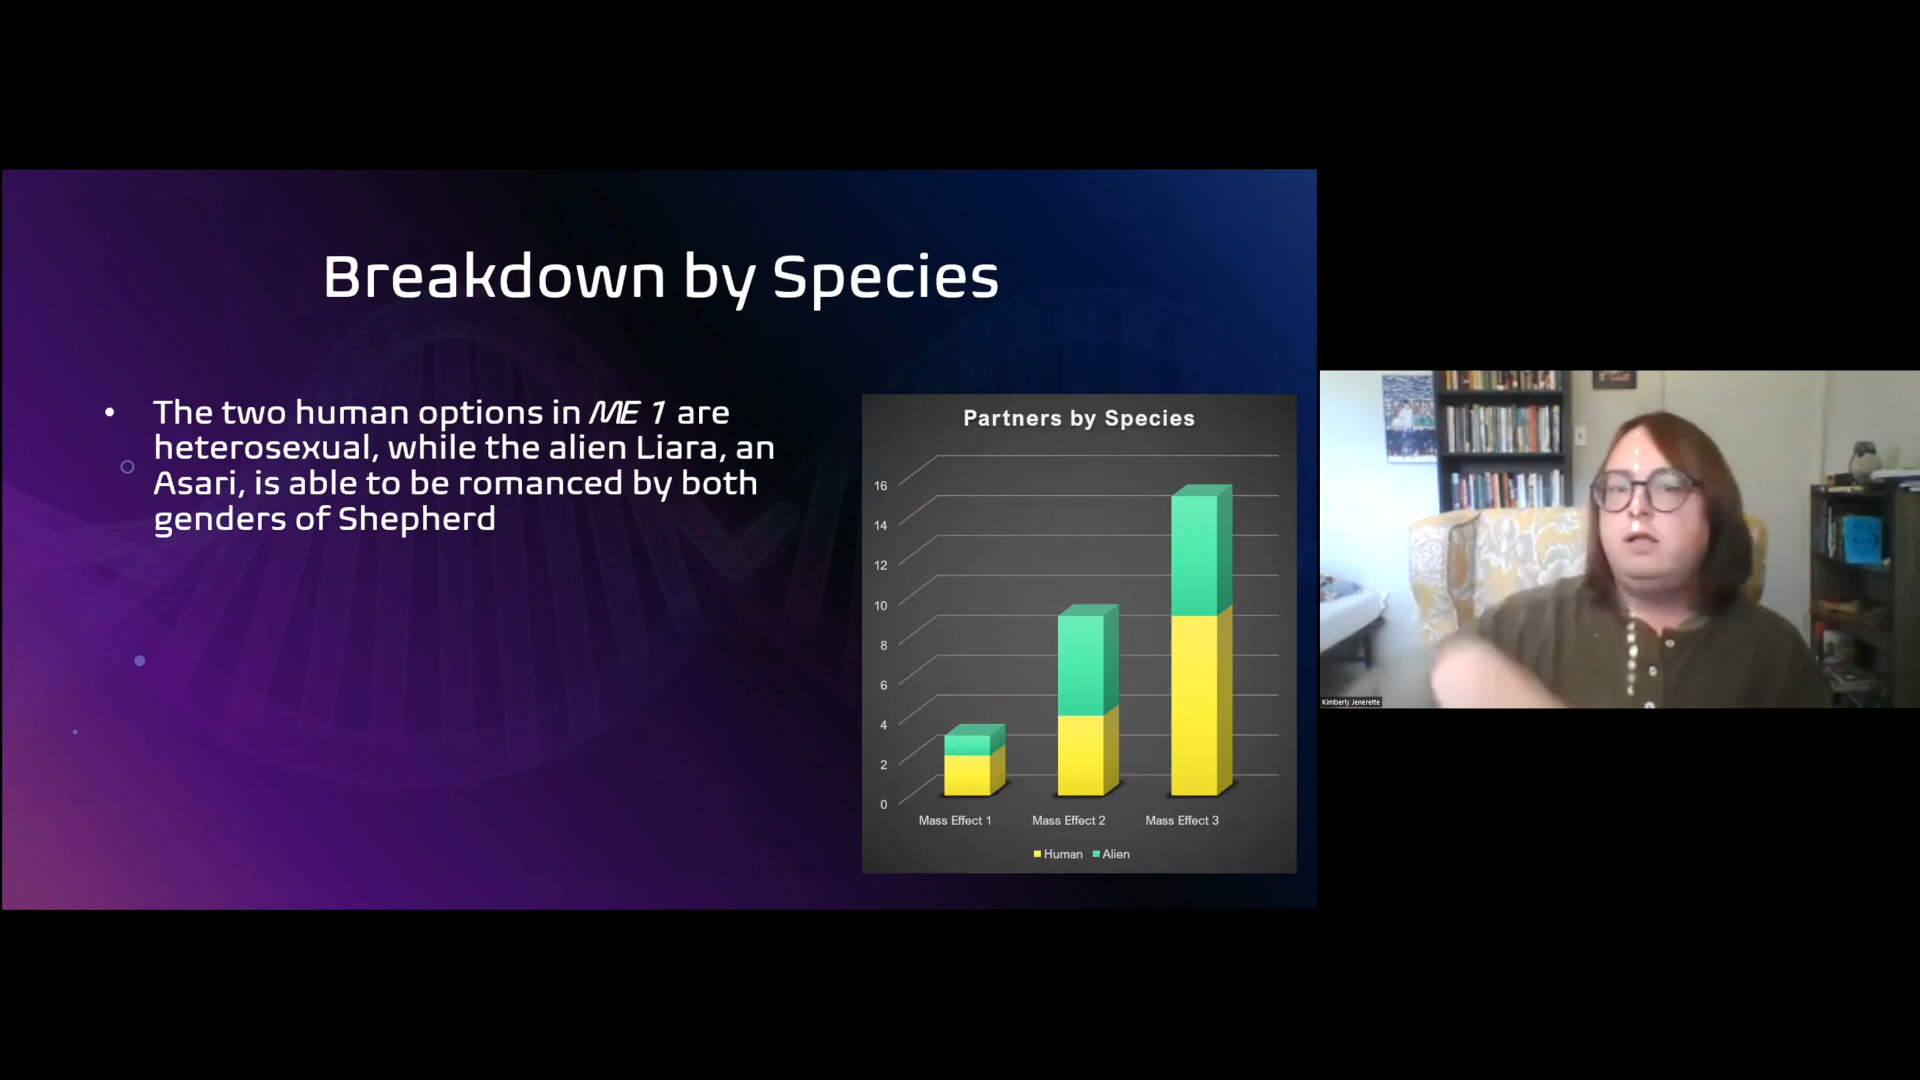 Breakdown by Species
• The two human options in ME 1 are
heterosexual, while the alien Liara, an
Asari, is able to be romanced by both
genders of Shepherd
Partners by Species
16
14
12
10
8
6
4
2
0
Mass Effect 1 Mass Effect 2 Mass Effect 3
Human Alien
Kimberly Jenerette